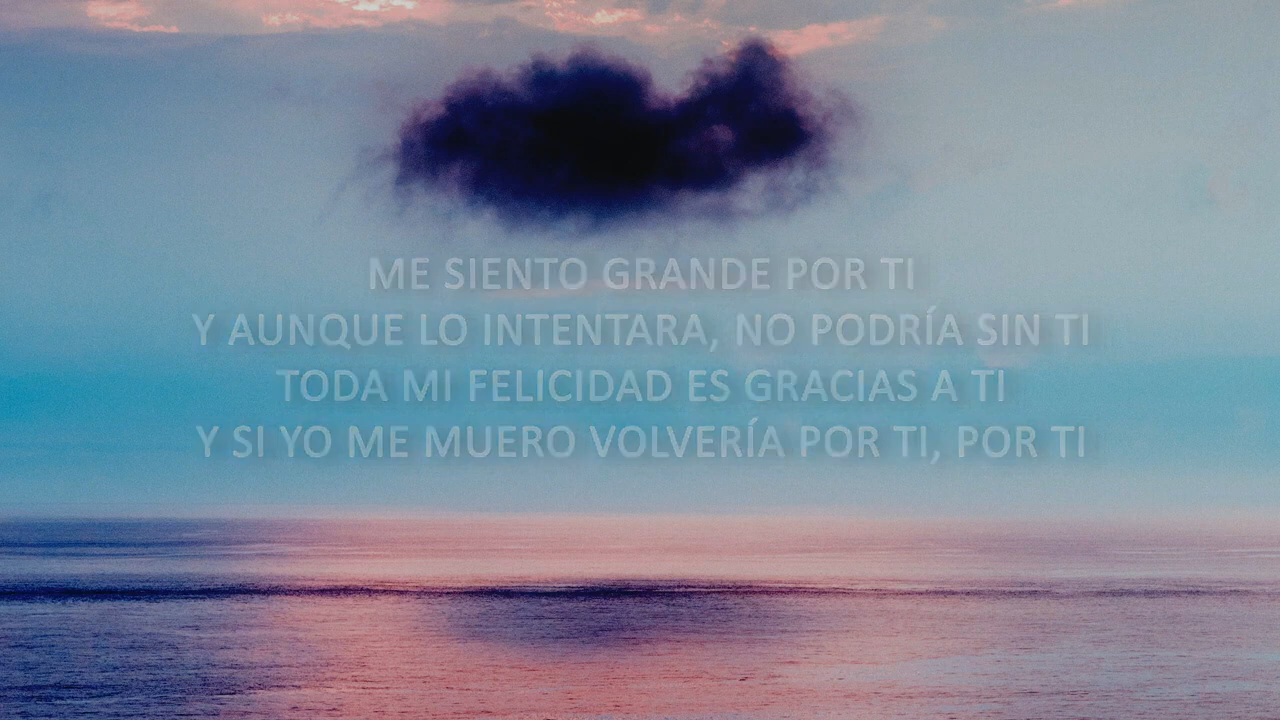 ME SIENTO GRANDE POR TI
Y AUNQUE LO INTENTARA, NO PODRÍA SIN TI
TODA MI FELICIDAD ES GRACIAS A TI
Y SI YO ME MUERO VOLVERÍA POR TI, POR TI